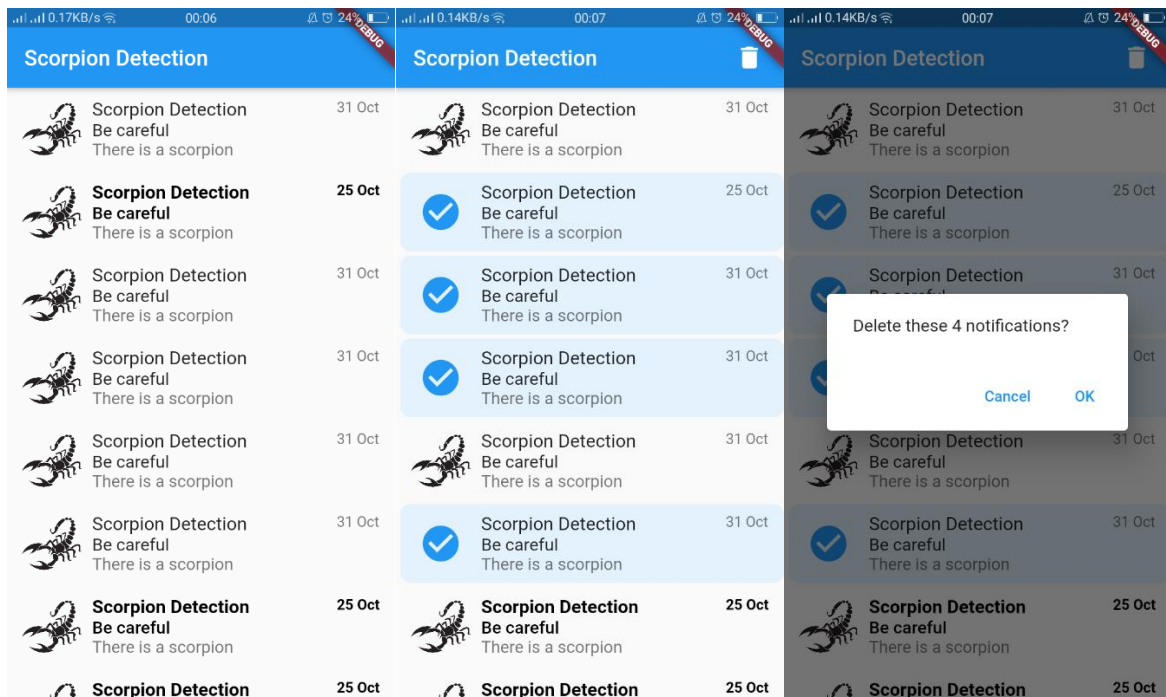 0.17KB/s 00:06 24%
DEBUG
Scorpion Detection
Scorpion Detection 31 Oct
Be careful
There is a scorpion
Scorpion Detection 25 Oct
Be careful
There is a scorpion
Scorpion Detection 31 Oct
Be careful
There is a scorpion
Scorpion Detection 31 Oct
Be careful
There is a scorpion
Scorpion Detection 31 Oct
Be careful
There is a scorpion
Scorpion Detection 31 Oct
Be careful
There is a scorpion
Scorpion Detection 25 Oct
Be careful
There is a scorpion
Scorpion Detection 25 Oct
0.14KB/s 00:07 24%
DEBUG
Scorpion Detection
Scorpion Detection 31 Oct
Be careful
There is a scorpion
Scorpion Detection 25 Oct
Be careful
There is a scorpion
Scorpion Detection 31 Oct
Be careful
There is a scorpion
Scorpion Detection 31 Oct
Be careful
There is a scorpion
Scorpion Detection 31 Oct
Be careful
There is a scorpion
Scorpion Detection 31 Oct
Be careful
There is a scorpion
Scorpion Detection 25 Oct
Be careful
There is a scorpion
Scorpion Detection 25 Oct
0.14KB/s 00:07 24%
DEBUG
Scorpion Detection
Scorpion Detection 31 Oct
Be careful
There is a scorpion
Scorpion Detection 25 Oct
Be careful
There is a scorpion
Scorpion Detection 31 Oct
Delete these 4 notifications?
Oct
Cancel OK
Scorpion Detection 31 Oct
Be careful
There is a scorpion
Scorpion Detection 31 Oct
Be careful
There is a scorpion
Scorpion Detection 25 Oct
Be careful
There is a scorpion
Scorpion Detection 25 Oct